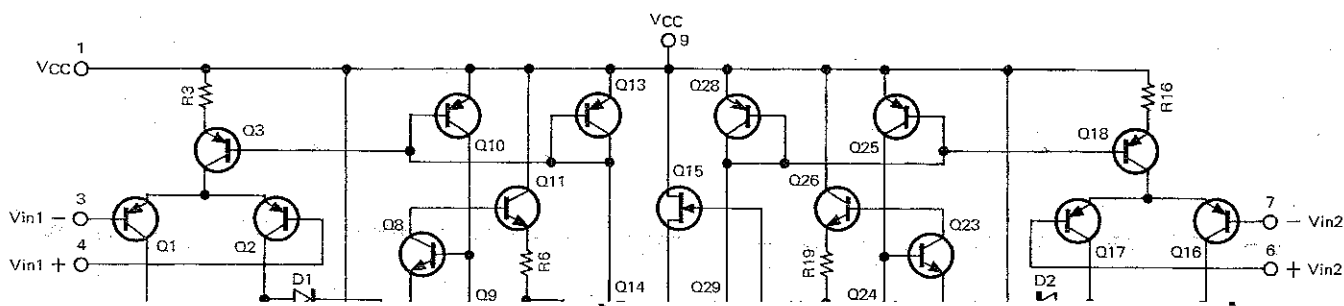 VCC
1
9
VCC
R3
Q13
Q28
R16
Q3
Q10
Q25
Q18
Q11
Q15
Q26
3
7
Vin1 −
Q8
Q23
− Vin2
Q1
Q2
Q17
Q16
4
6
Vin1 +
R6
R19
+ Vin2
D1
D2
Q9
Q14
Q29
Q24